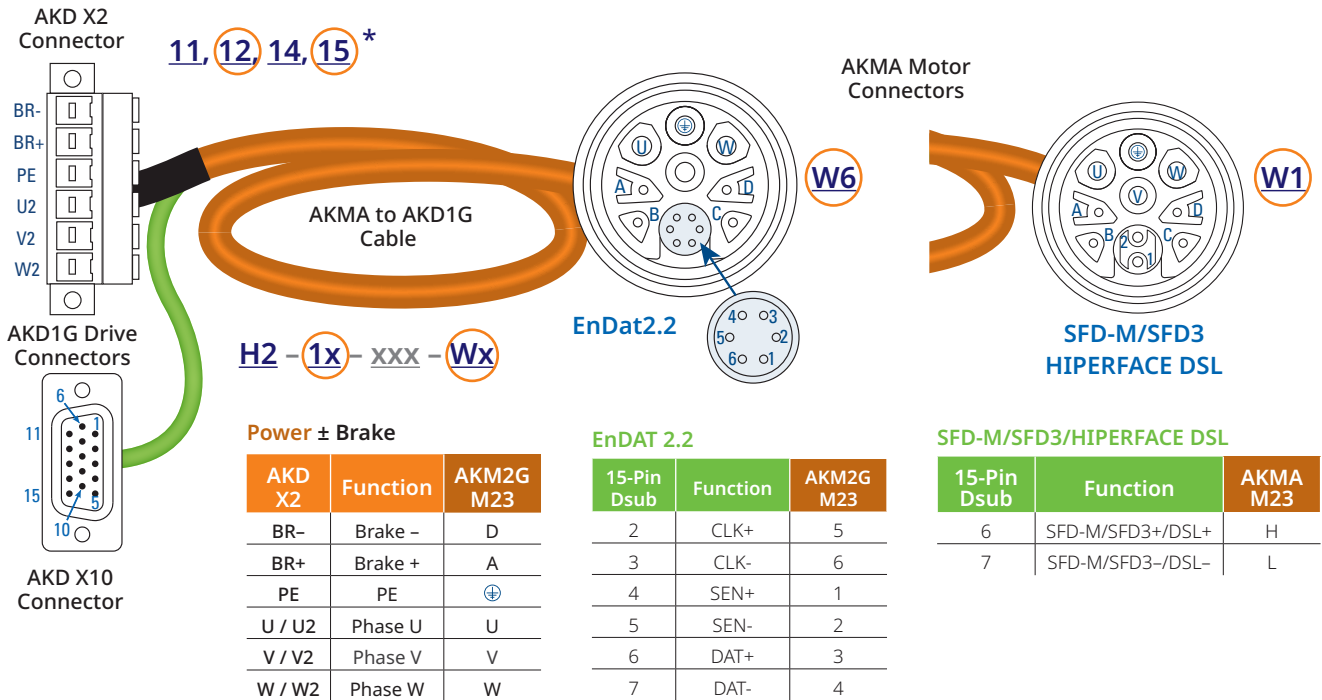 AKD X2
Connector
11, 12, 14, 15 *
BR-
BR+
PE
U2
V2
W2
AKMA to AKD1G
Cable
AKMA Motor
Connectors
U
W
A
D
B
C
W6
U
W
V
A
D
B
C
2
1
W1
EnDat2.2
4
3
5
2
6
1
SFD-M/SFD3
HIPERFACE DSL
AKD1G Drive
Connectors
H2 - 1x - xxx - Wx
6
1
11
15
5
10
AKD X10
Connector
Power ± Brake
AKD X2 Function AKM2G M23
BR– Brake – D
BR+ Brake + A
PE PE
U / U2 Phase U U
V / V2 Phase V V
W / W2 Phase W W
EnDAT 2.2
15-Pin Dsub Function AKM2G M23
2 CLK+ 5
3 CLK- 6
4 SEN+ 1
5 SEN- 2
6 DAT+ 3
7 DAT- 4
SFD-M/SFD3/HIPERFACE DSL
15-Pin Dsub Function AKMA M23
6 SFD-M/SFD3+/DSL+ H
7 SFD-M/SFD3–/DSL– L